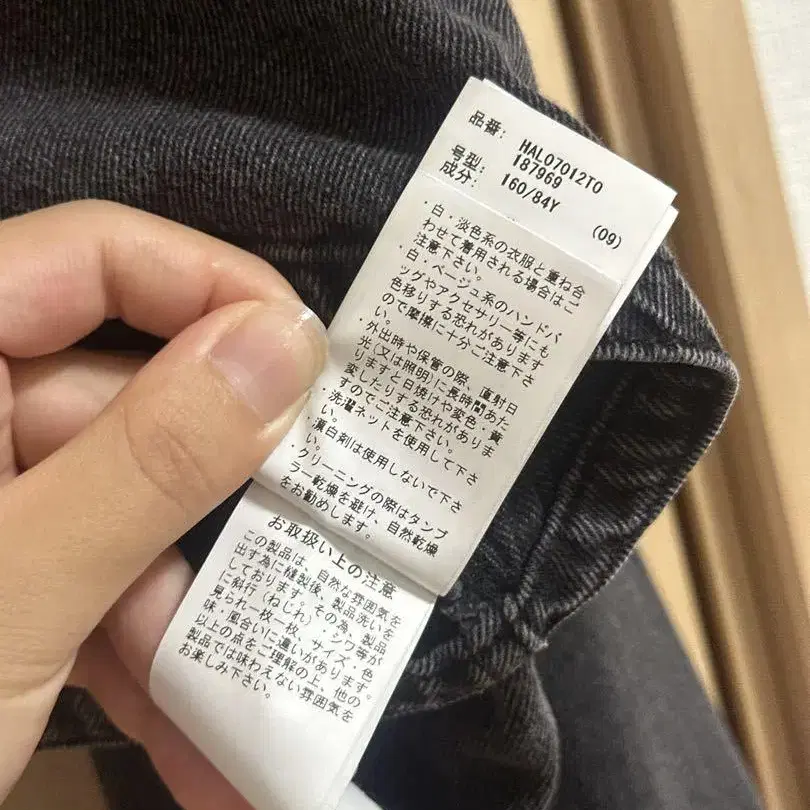 品番: HAL07012T0
187969
号型: 160/84Y
成分:
(09)
・白・淡色系の衣服と重ね合
わせて着用される場合はご
注意下さい。
・白・ベージュ系のハンドバ
ッグやアクセサリー等にも
色移りする恐れがあります
ので摩擦に十分ご注意下さ
い。
・外出時や保管の際、直射日
光(又は照明)に長時間あた
りますと日焼けや変色・黄
変したりする恐れがありま
すのでご注意下さい。
・洗濯ネットを使用して下さ
い。
・漂白剤は使用しないで下さ
い。
・クリーニングの際はタンブ
ラー乾燥を避け、自然乾燥
をお勧めします。
お取扱い上の注意
この製品は、自然な雰囲気を
出す為に縫製後、製品洗いを
しております。その為、製品
に斜行(ねじれ)・シワ等が
見られ一枚一枚、サイズ・色
味・風合いに違いがあります。
以上の点をご理解の上、他の
製品では味わえない雰囲気を
お楽しみ下さい。